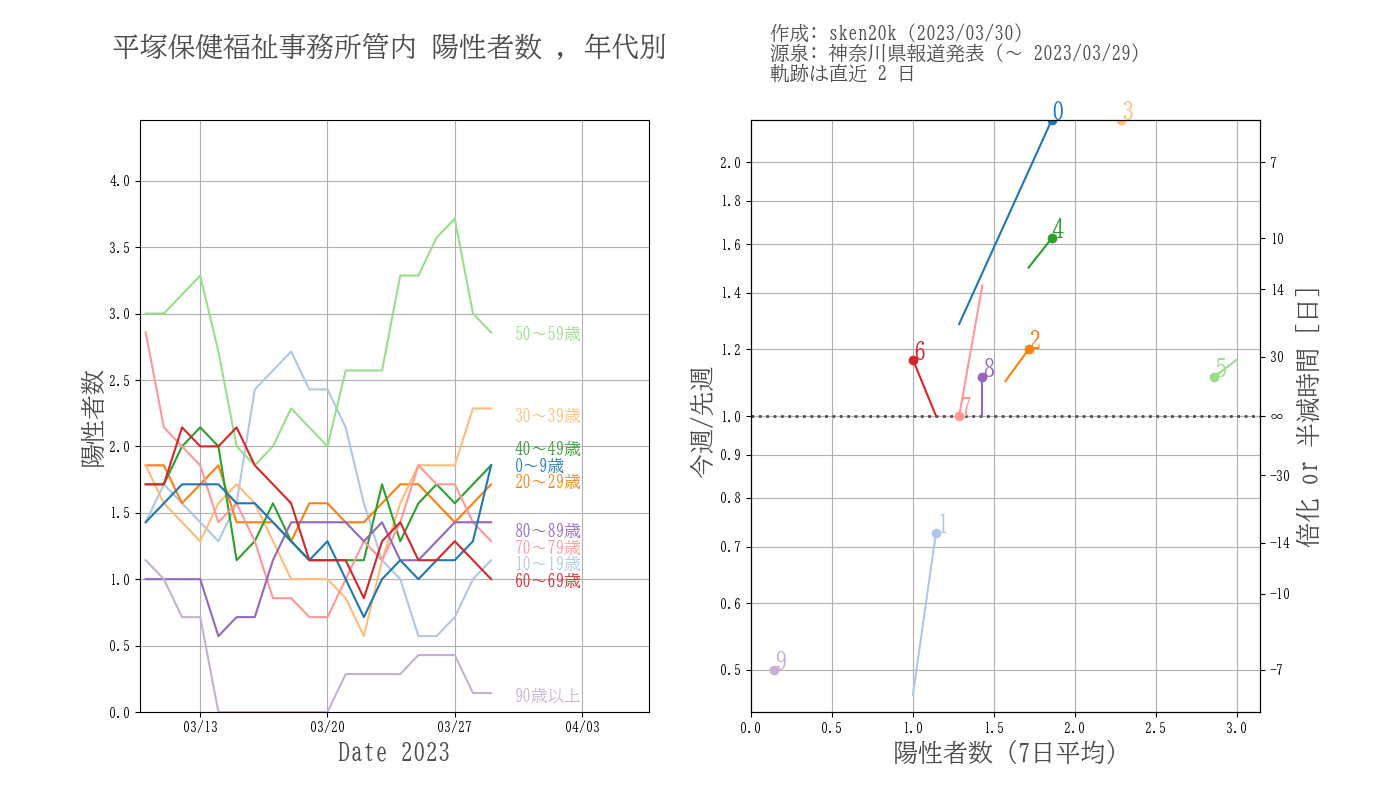 平塚保健福祉事務所管内 陽性者数 , 年代別
作成: sken20k (2023/03/30)
源泉: 神奈川県報道発表 (～ 2023/03/29)
軌跡は直近 2 日
陽性者数
4.0
3.5
3.0
2.5
2.0
1.5
1.0
0.5
0.0
03/13
03/20
03/27
04/03
Date 2023
50～59歳
30～39歳
40～49歳
0～9歳
20～29歳
80～89歳
70～79歳
10～19歳
60～69歳
90歳以上
今週/先週
2.0
1.8
1.6
1.4
1.2
1.0
0.9
0.8
0.7
0.6
0.5
0
3
4
2
6
8
5
7
1
9
0.0
0.5
1.0
1.5
2.0
2.5
3.0
陽性者数 (7日平均)
7
10
14
30
∞
−30
−14
−10
−7
倍化 or 半減時間 [日]